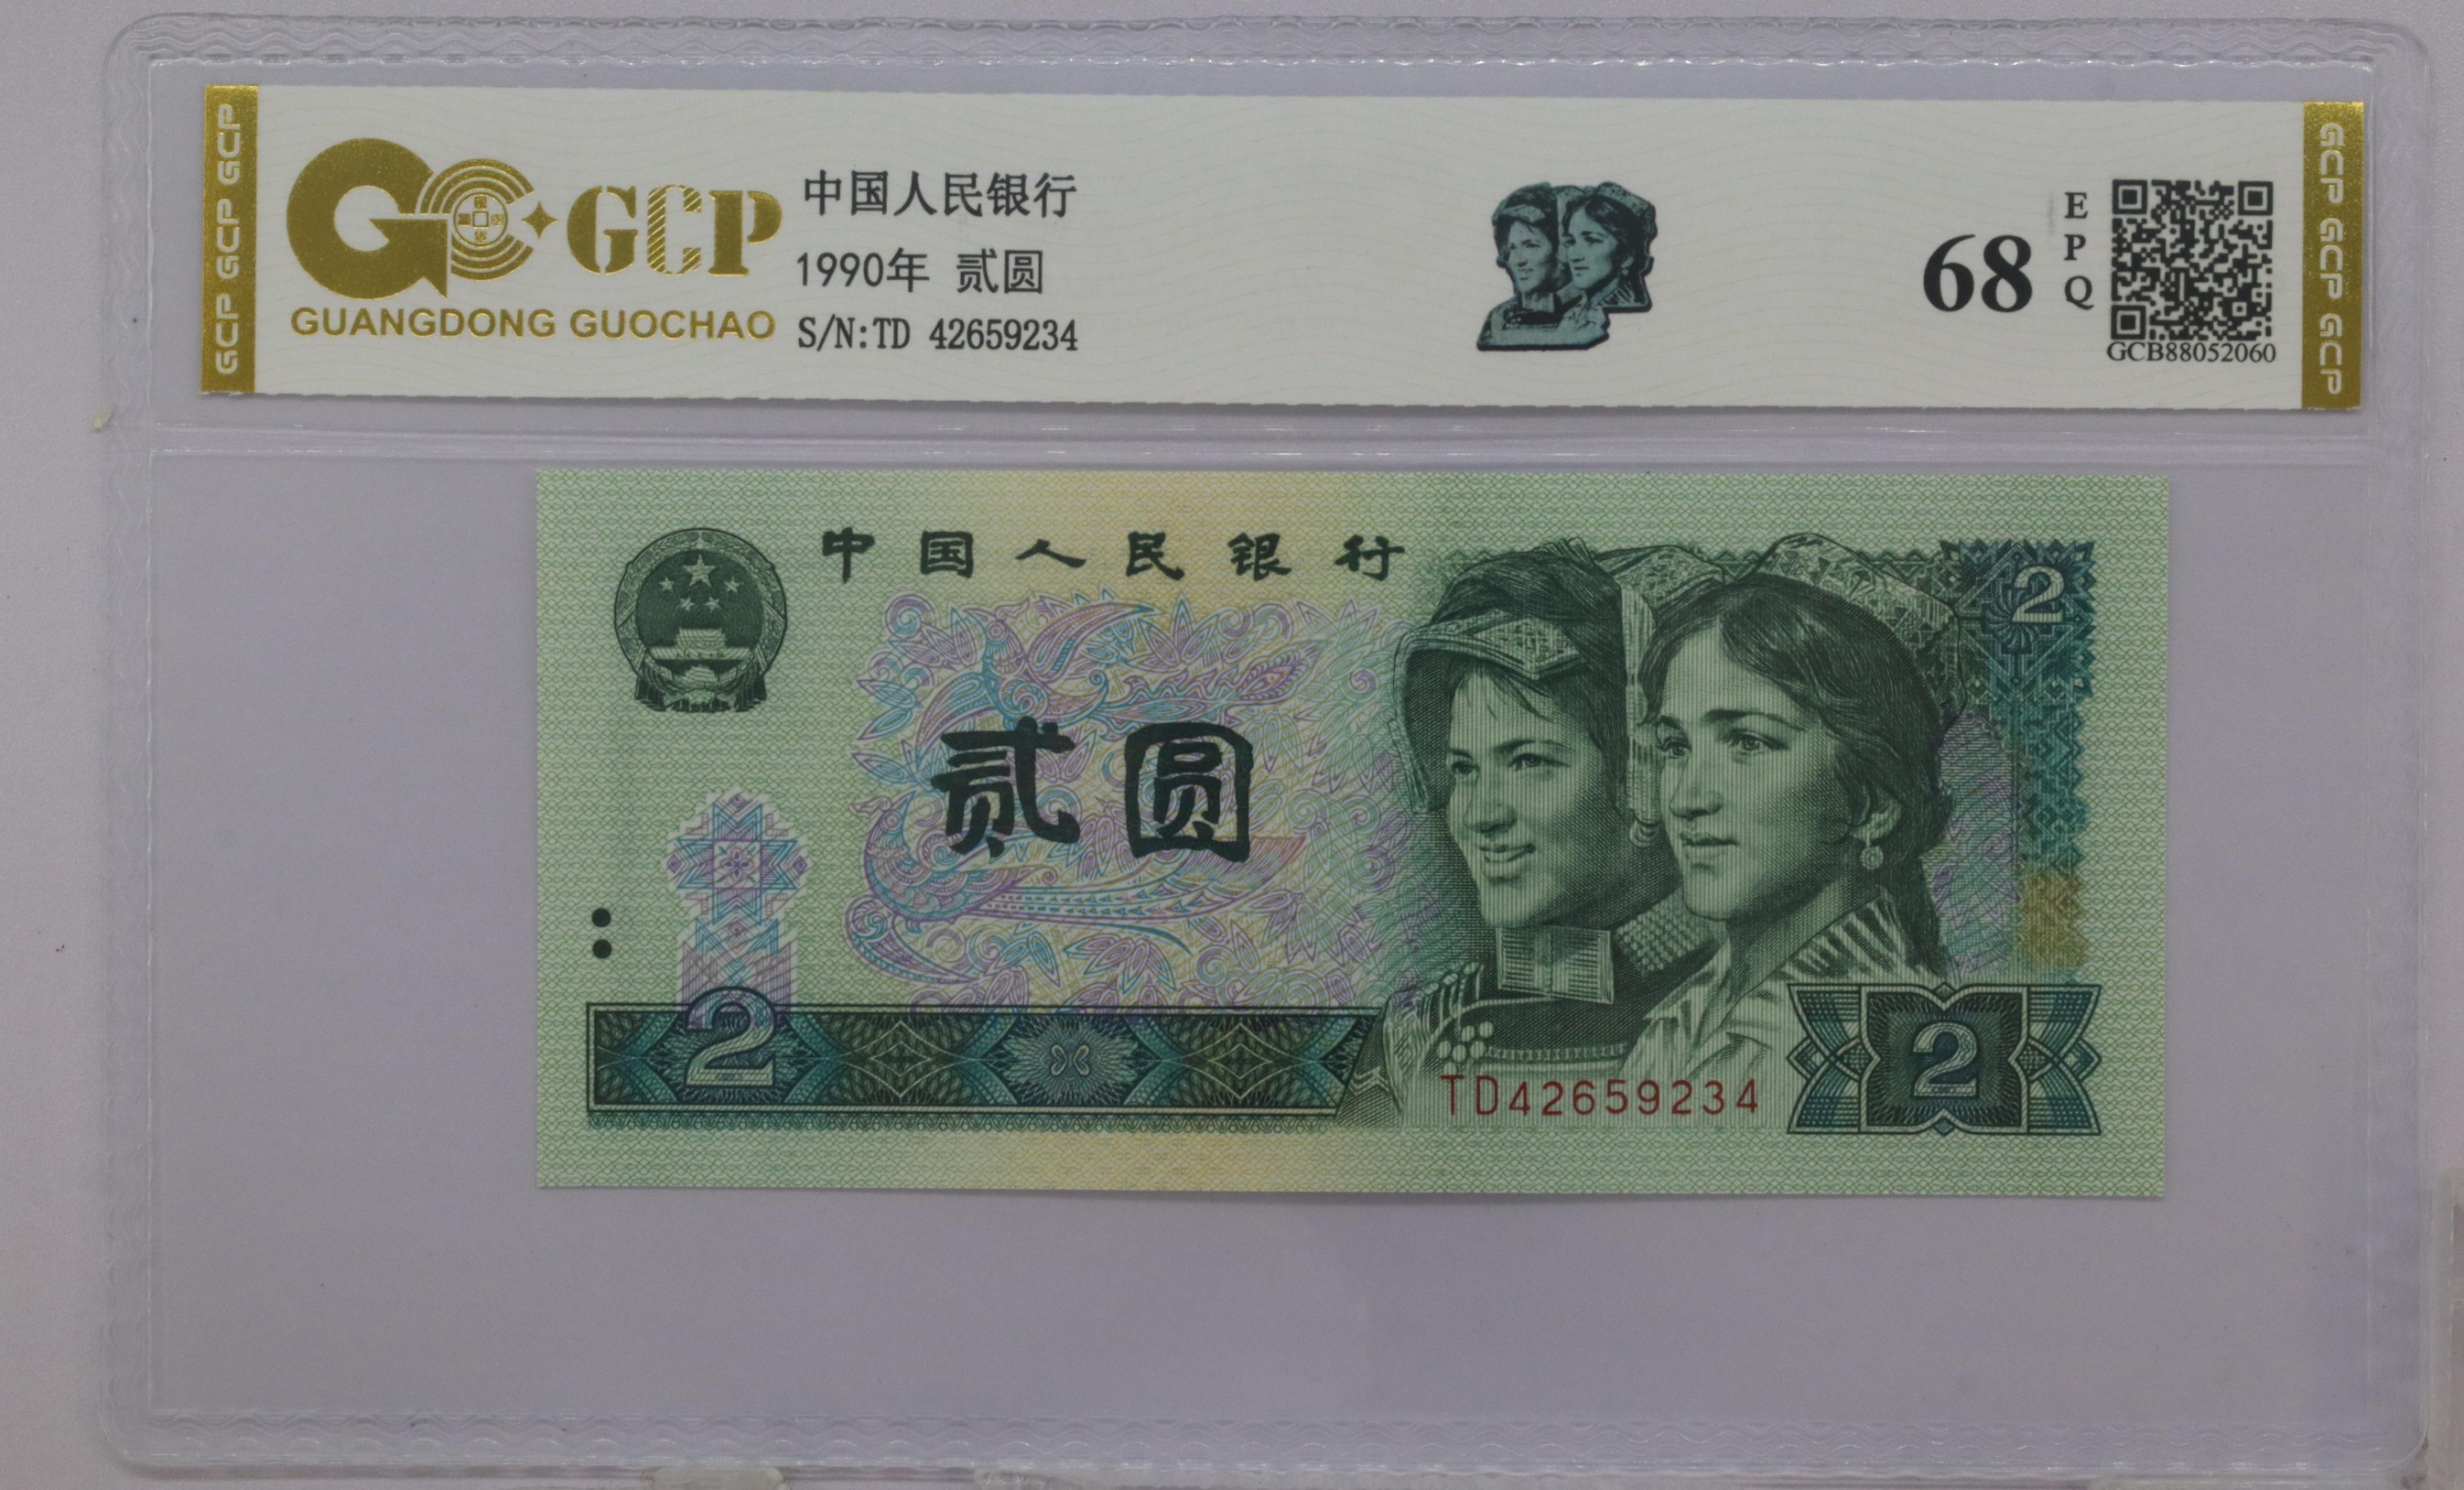 GCP GCP GCP
GCP
GUANGDONG GUOCHAO
中国人民银行
1990年 贰圆
S/N:TD 42659234
68
EPQ
GCB88052060
GCP GCP GCP GCP
中国人民银行
2
贰圆
2
TD42659234
2